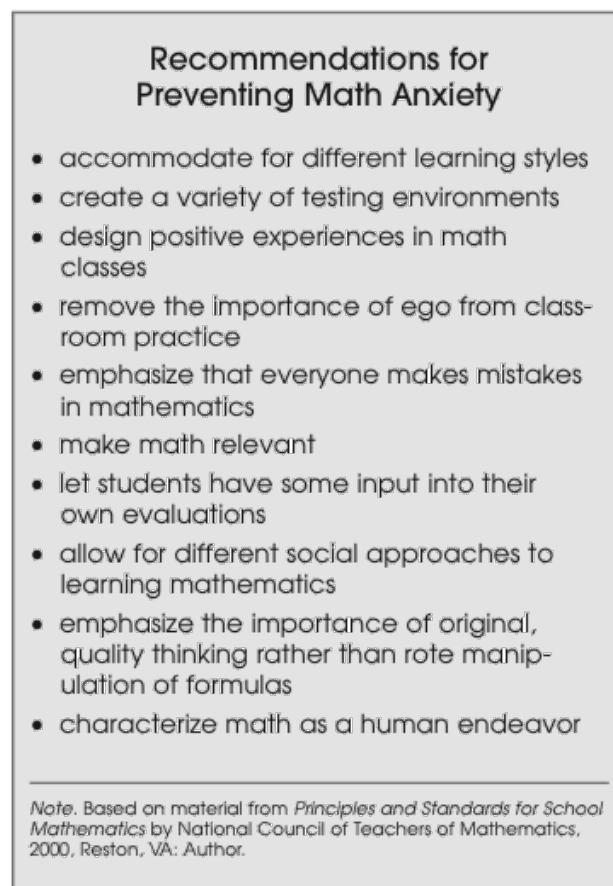 Recommendations for
Preventing Math Anxiety
• accommodate for different learning styles
• create a variety of testing environments
• design positive experiences in math
classes
• remove the importance of ego from class-
room practice
• emphasize that everyone makes mistakes
in mathematics
• make math relevant
• let students have some input into their
own evaluations
• allow for different social approaches to
learning mathematics
• emphasize the importance of original,
quality thinking rather than rote manip-
ulation of formulas
• characterize math as a human endeavor
Note. Based on material from Principles and Standards for School
Mathematics by National Council of Teachers of Mathematics,
2000, Reston, VA: Author.